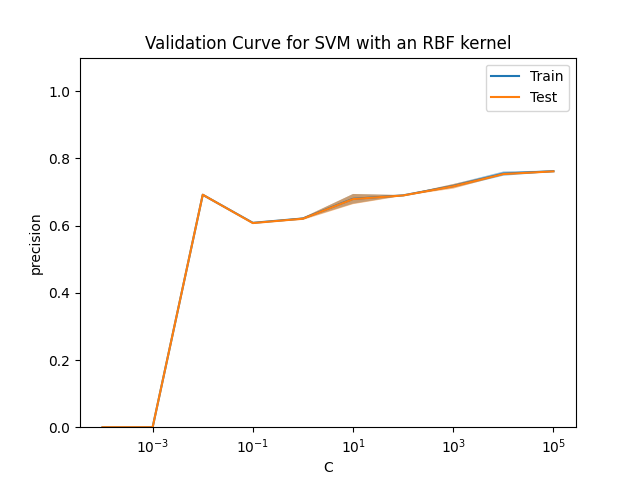 Validation Curve for SVM with an RBF kernel
Train
Test
precision
1.0
0.8
0.6
0.4
0.2
0.0
10⁻³
10⁻¹
10¹
10³
10⁵
C